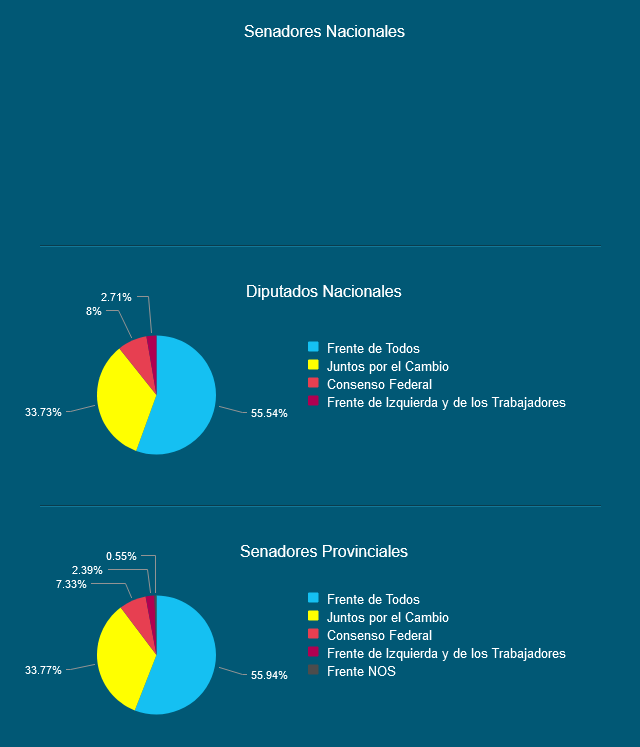 Senadores Nacionales
Diputados Nacionales
2.71%
8%
33.73%
55.54%
Frente de Todos
Juntos por el Cambio
Consenso Federal
Frente de Izquierda y de los Trabajadores
Senadores Provinciales
0.55%
2.39%
7.33%
33.77%
55.94%
Frente de Todos
Juntos por el Cambio
Consenso Federal
Frente de Izquierda y de los Trabajadores
Frente NOS